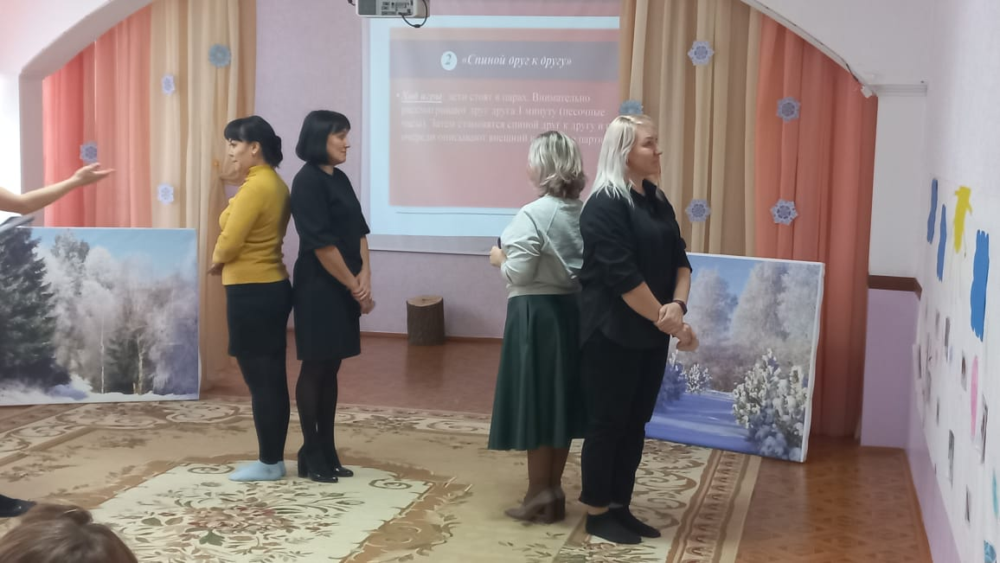 2 «Спиной друг к другу»
• Ход игры: дети стоят в парах. Внимательно
рассматривают друг друга 1 минуту (песочные
часы). Затем становятся спиной друг к другу и
очереди описывают внешний